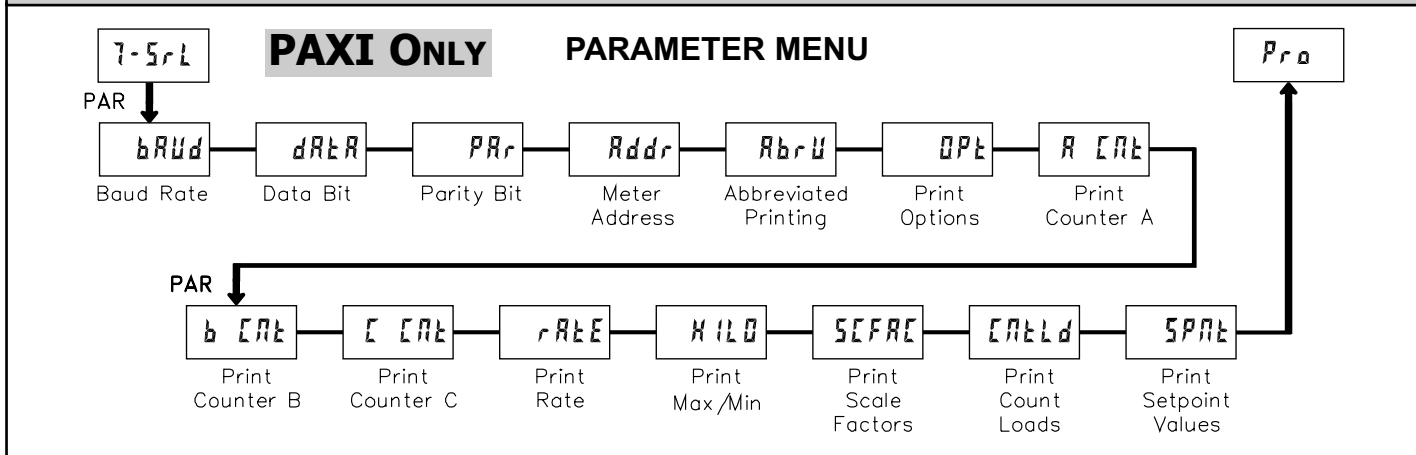 7-SrL
PAXI ONLY
PARAMETER MENU
Pro
PAR
bAUd
dAtA
PAr
Addr
AbrU
OPt
A CNt
Baud Rate
Data Bit
Parity Bit
Meter
Address
Abbreviated
Printing
Print
Options
Print
Counter A
PAR
b CNt
C CNt
rAtE
HILO
SCFAC
CNtLd
SPNt
Print
Counter B
Print
Counter C
Print
Rate
Print
Max/Min
Print
Scale
Factors
Print
Count
Loads
Print
Setpoint
Values